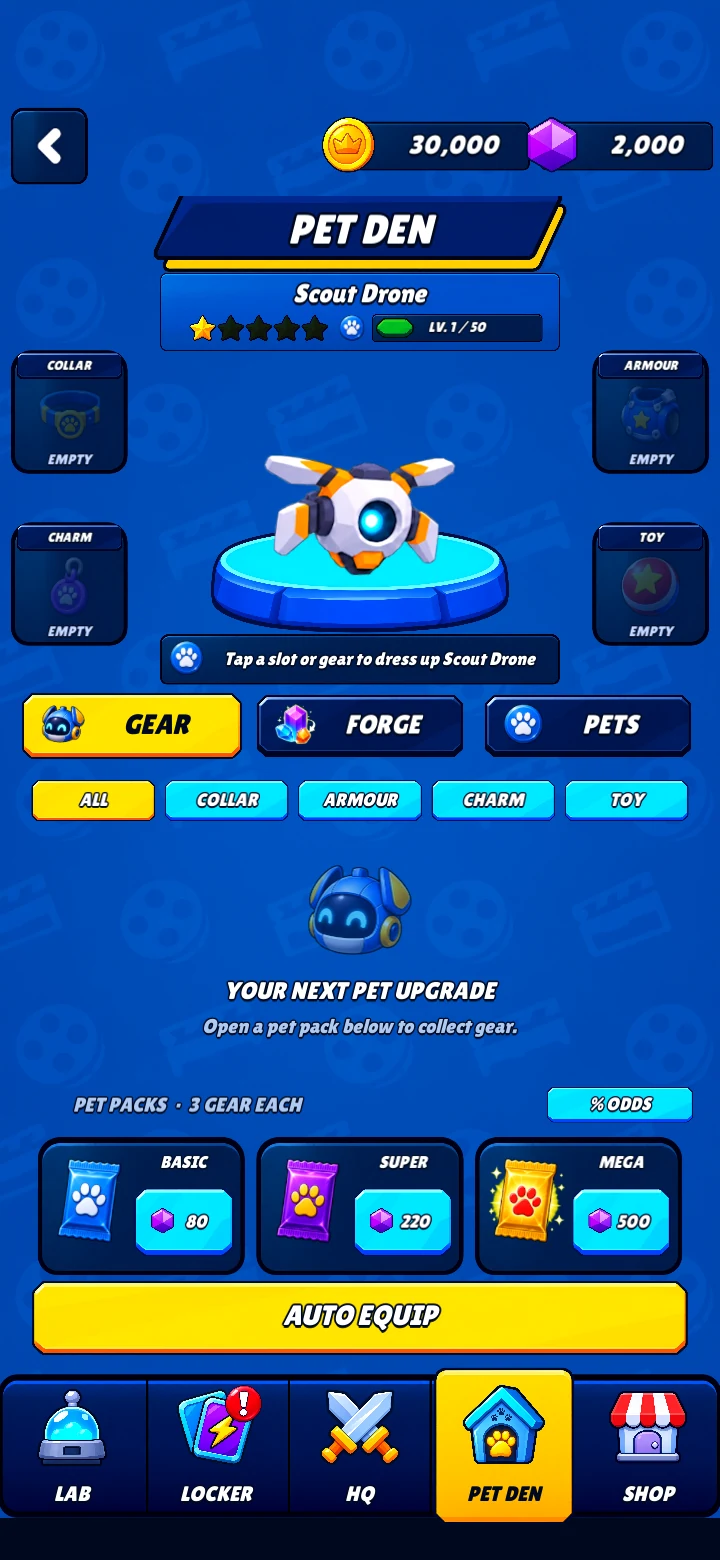 30,000
2,000
PET DEN
Scout Drone
LV. 1 / 50
COLLAR
EMPTY
ARMOUR
EMPTY
CHARM
EMPTY
TOY
EMPTY
Tap a slot or gear to dress up Scout Drone
GEAR
FORGE
PETS
ALL
COLLAR
ARMOUR
CHARM
TOY
YOUR NEXT PET UPGRADE
Open a pet pack below to collect gear.
PET PACKS · 3 GEAR EACH
% ODDS
BASIC
80
SUPER
220
MEGA
500
AUTO EQUIP
!
LAB
LOCKER
HQ
PET DEN
SHOP